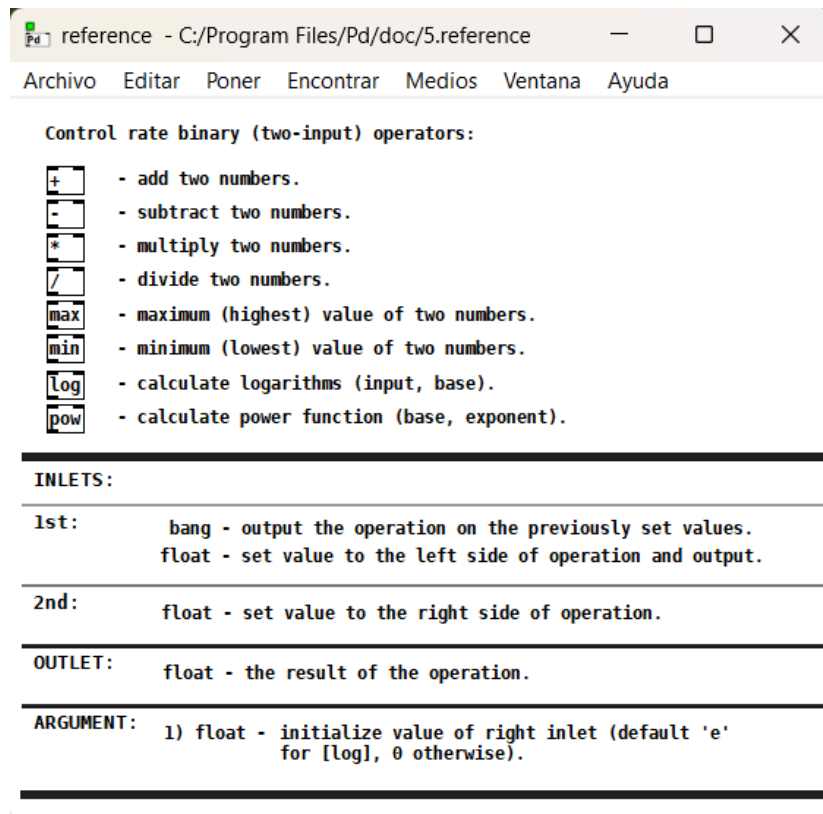 Pd reference - C:/Program Files/Pd/doc/5.reference
Archivo Editar Poner Encontrar Medios Ventana Ayuda
Control rate binary (two-input) operators:
+ - add two numbers.
- - subtract two numbers.
* - multiply two numbers.
/ - divide two numbers.
max - maximum (highest) value of two numbers.
min - minimum (lowest) value of two numbers.
log - calculate logarithms (input, base).
pow - calculate power function (base, exponent).
INLETS:
1st: bang - output the operation on the previously set values.
float - set value to the left side of operation and output.
2nd: float - set value to the right side of operation.
OUTLET: float - the result of the operation.
ARGUMENT: 1) float - initialize value of right inlet (default 'e'
for [log], 0 otherwise).